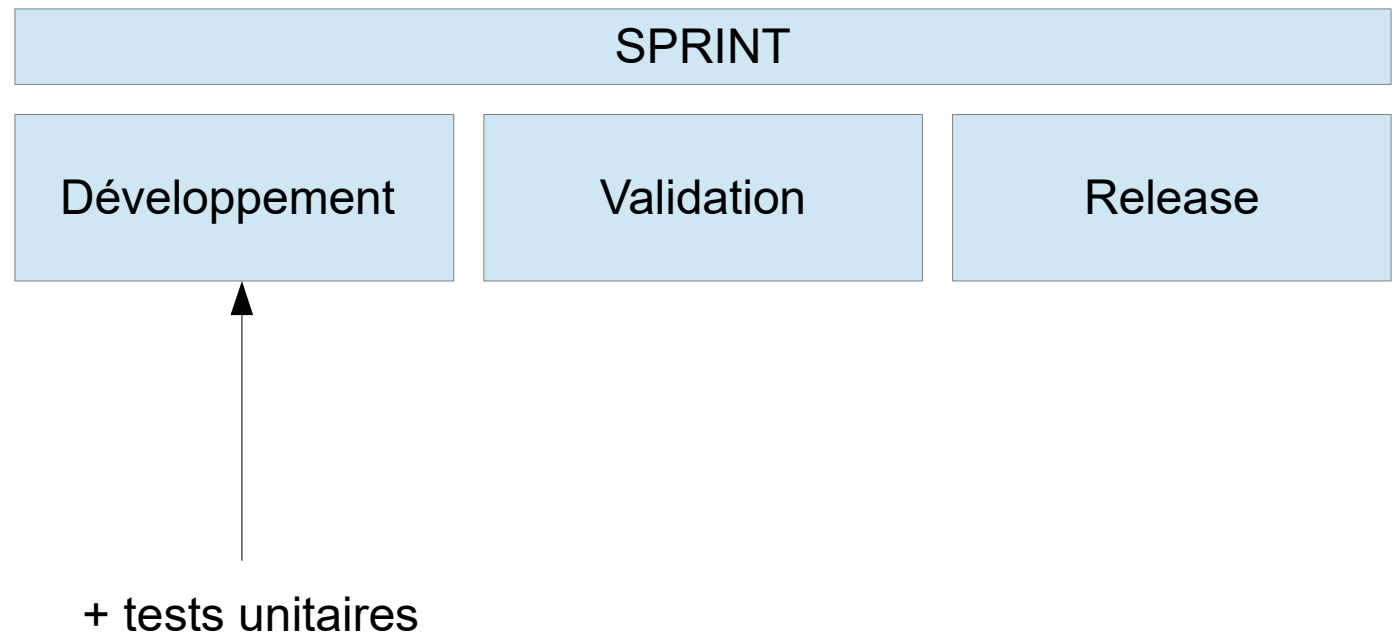 SPRINT
Développement
Validation
Release
+ tests unitaires